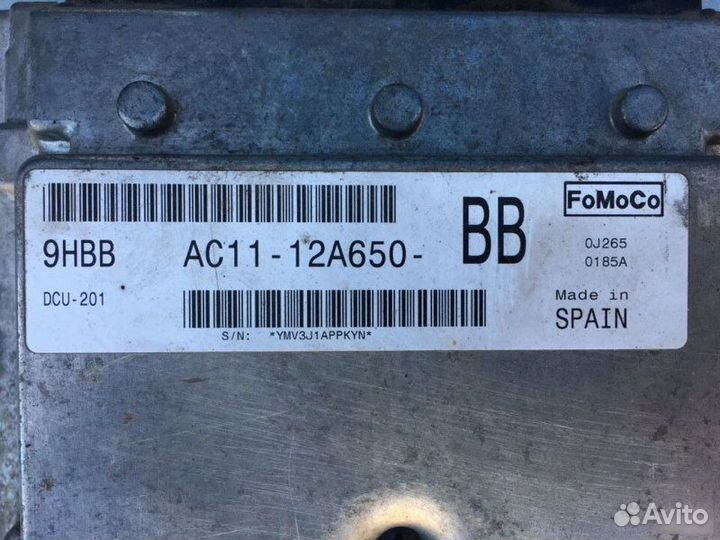 FoMoCo
9HBB AC11-12A650- BB
0J265
0185A
DCU-201
Made in
SPAIN
S/N: *YMV3J1APPKYN*
Avito